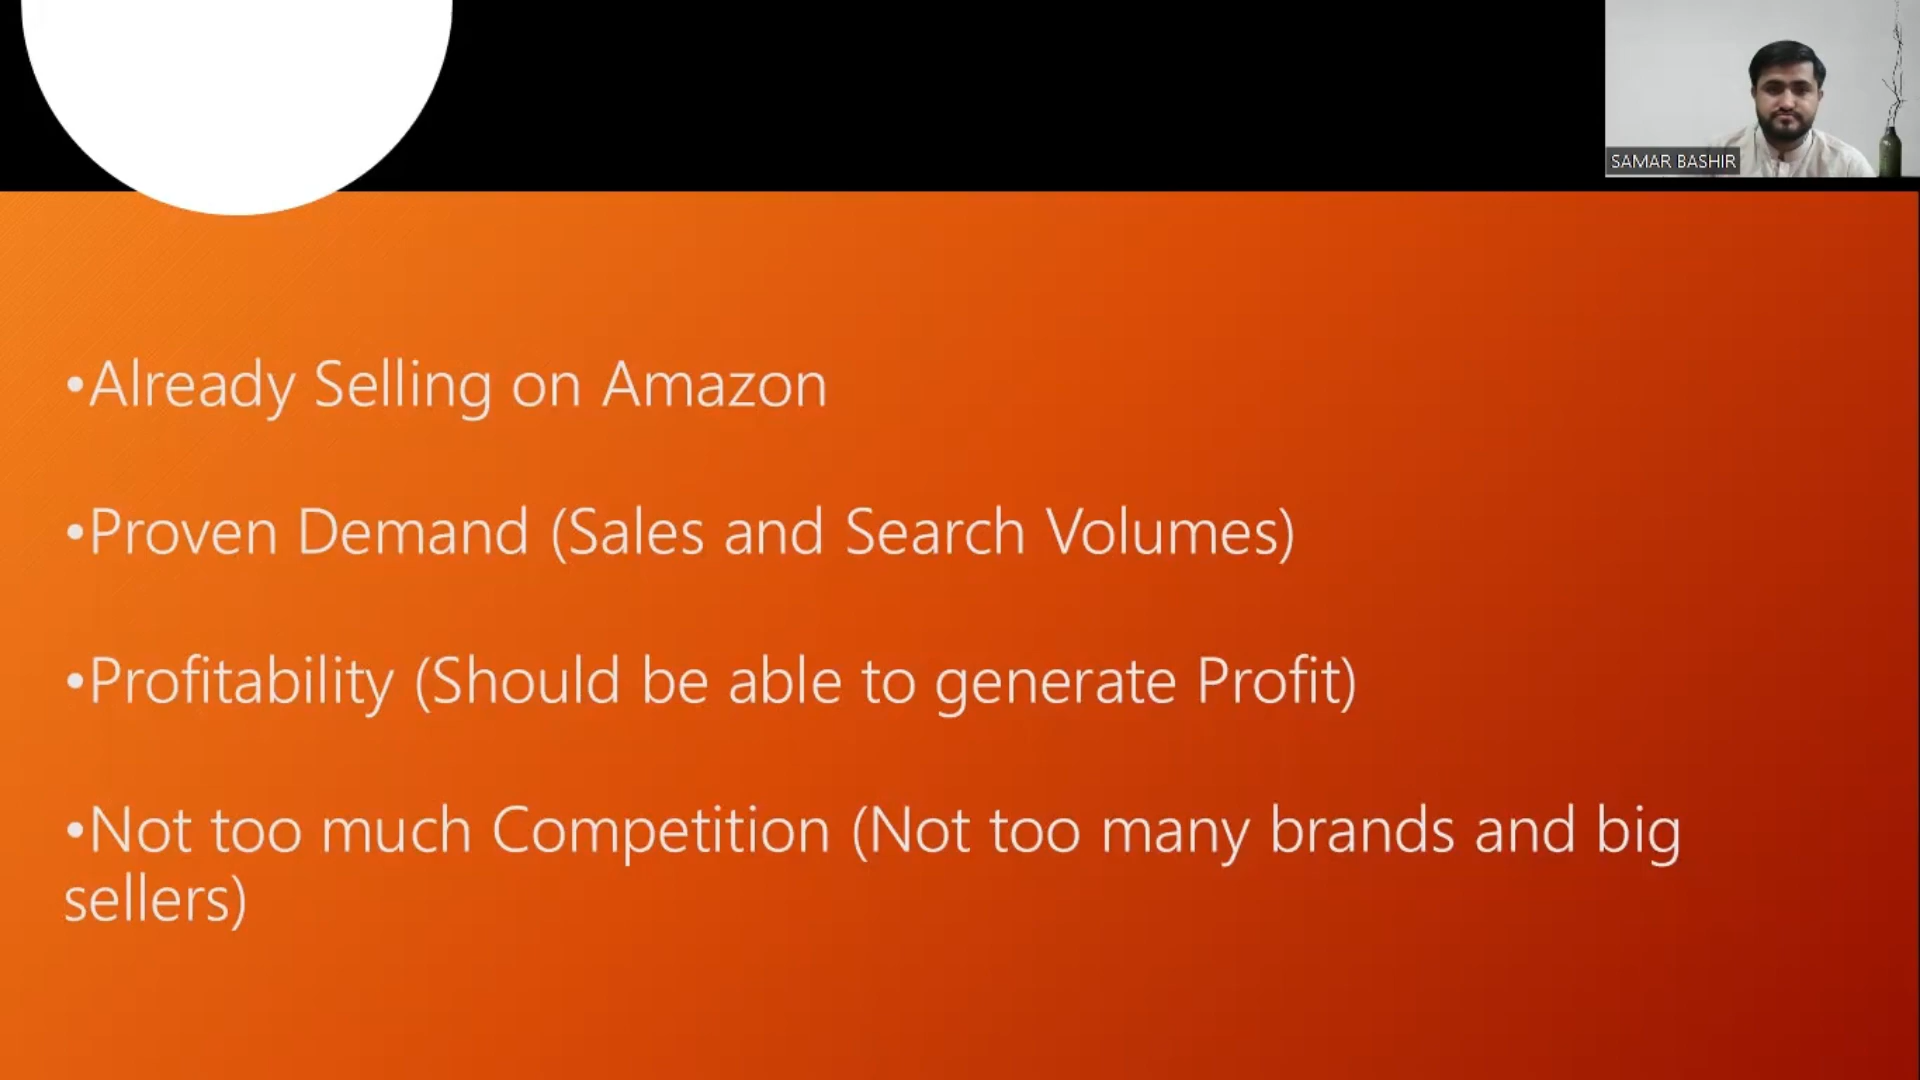 SAMAR BASHIR
•Already Selling on Amazon
•Proven Demand (Sales and Search Volumes)
•Profitability (Should be able to generate Profit)
•Not too much Competition (Not too many brands and big
sellers)